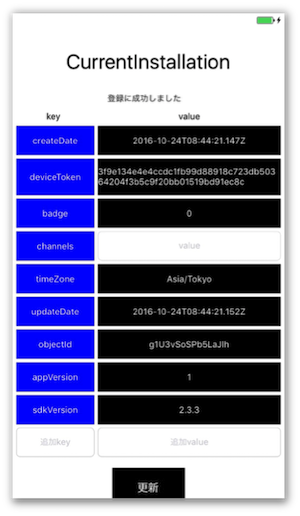 CurrentInstallation
登録に成功しました
key value
createDate 2016-10-24T08:44:21.147Z
deviceToken 3f9e134e4e4ccdc1fb99d88918c723db503
64204f3b5c9f20bb01519bd91ec8c
badge 0
channels value
timeZone Asia/Tokyo
updateDate 2016-10-24T08:44:21.152Z
objectId g1U3vSoSPb5LaJlh
appVersion 1
sdkVersion 2.3.3
追加key 追加value
更新